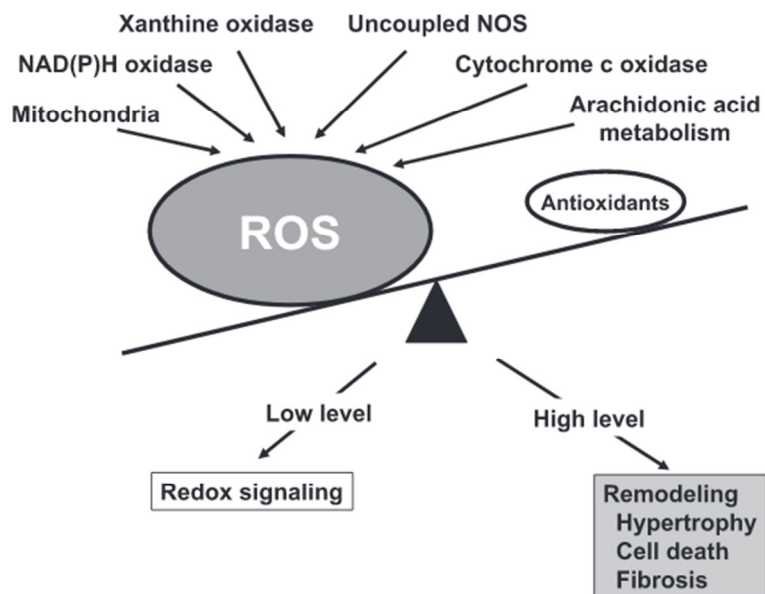 Xanthine oxidase
Uncoupled NOS
NAD(P)H oxidase
Cytochrome c oxidase
Mitochondria
Arachidonic acid
metabolism
ROS
Antioxidants
Low level
High level
Redox signaling
Remodeling
Hypertrophy
Cell death
Fibrosis